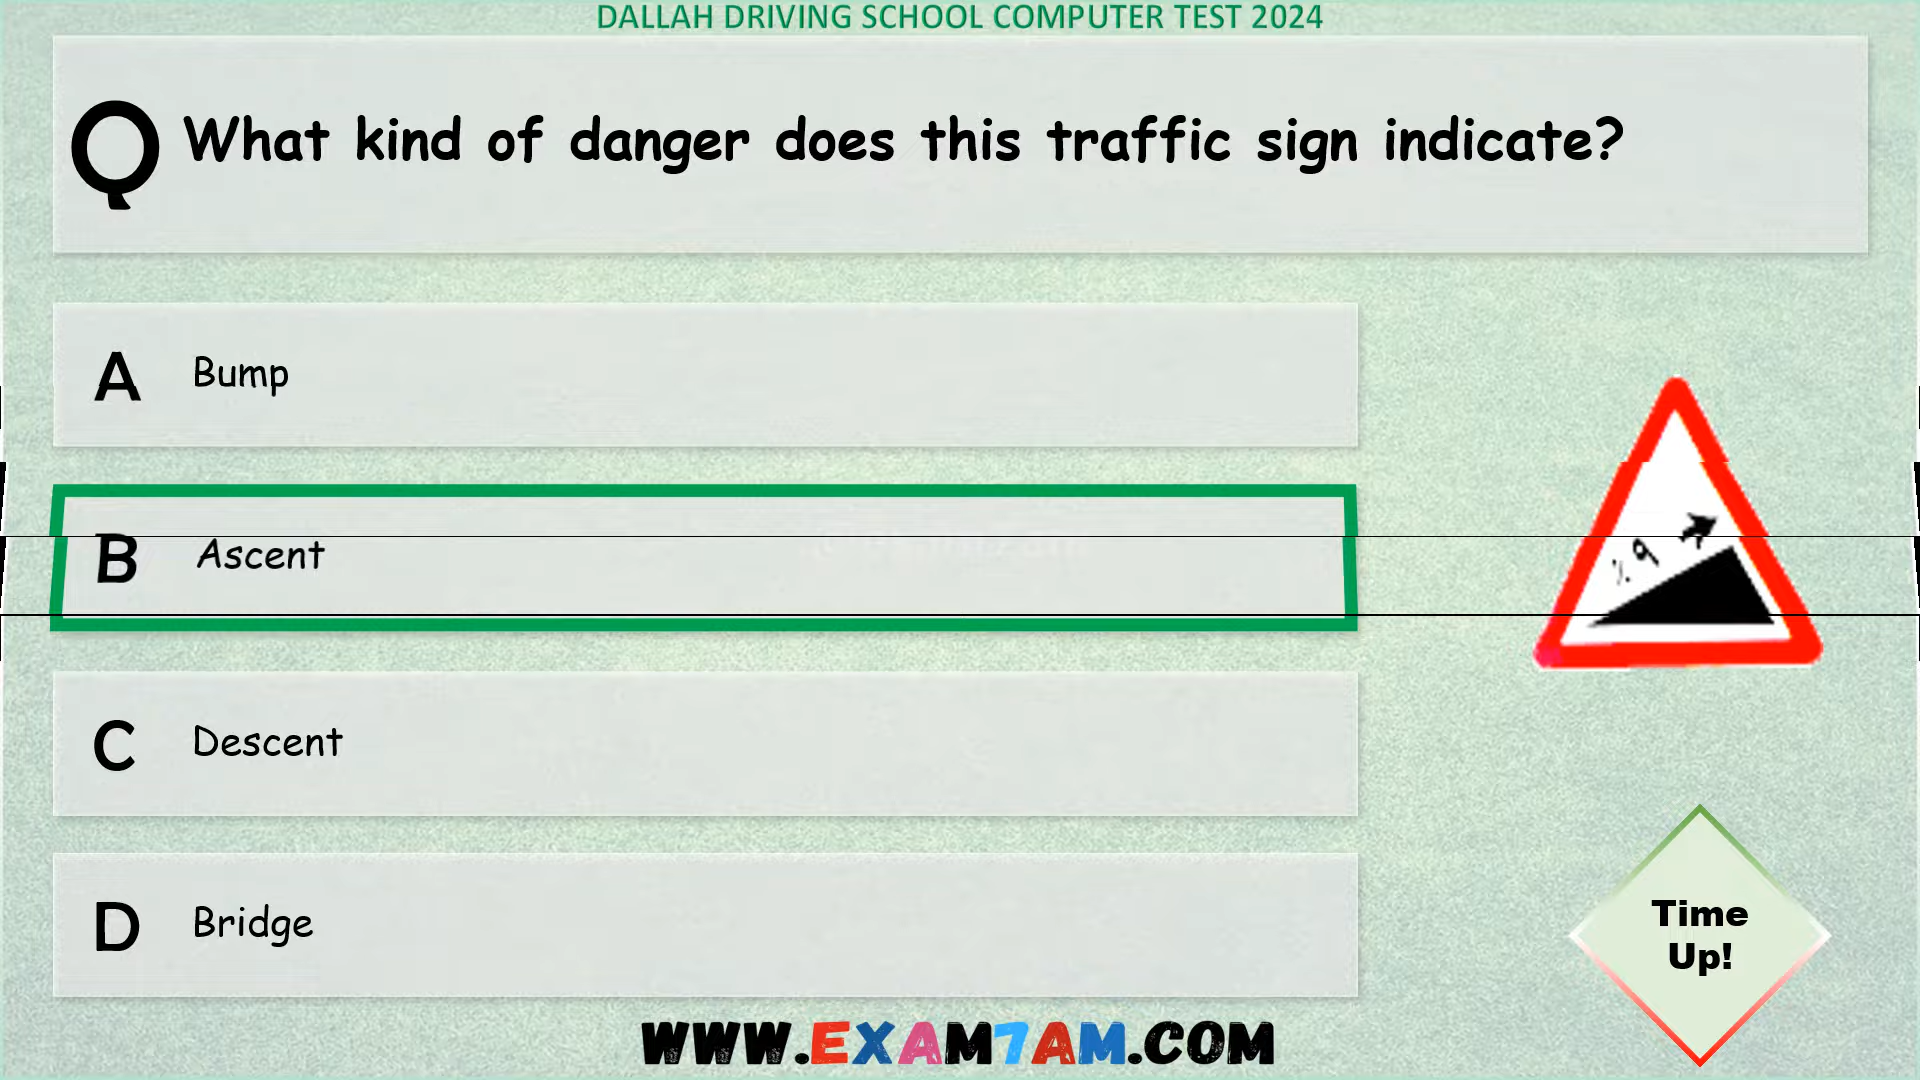 DALLAH DRIVING SCHOOL COMPUTER TEST 2024
Q What kind of danger does this traffic sign indicate?
A Bump
B Ascent
٪ ٩
C Descent
D Bridge
Time
Up!
WWW.EXAM7AM.COM